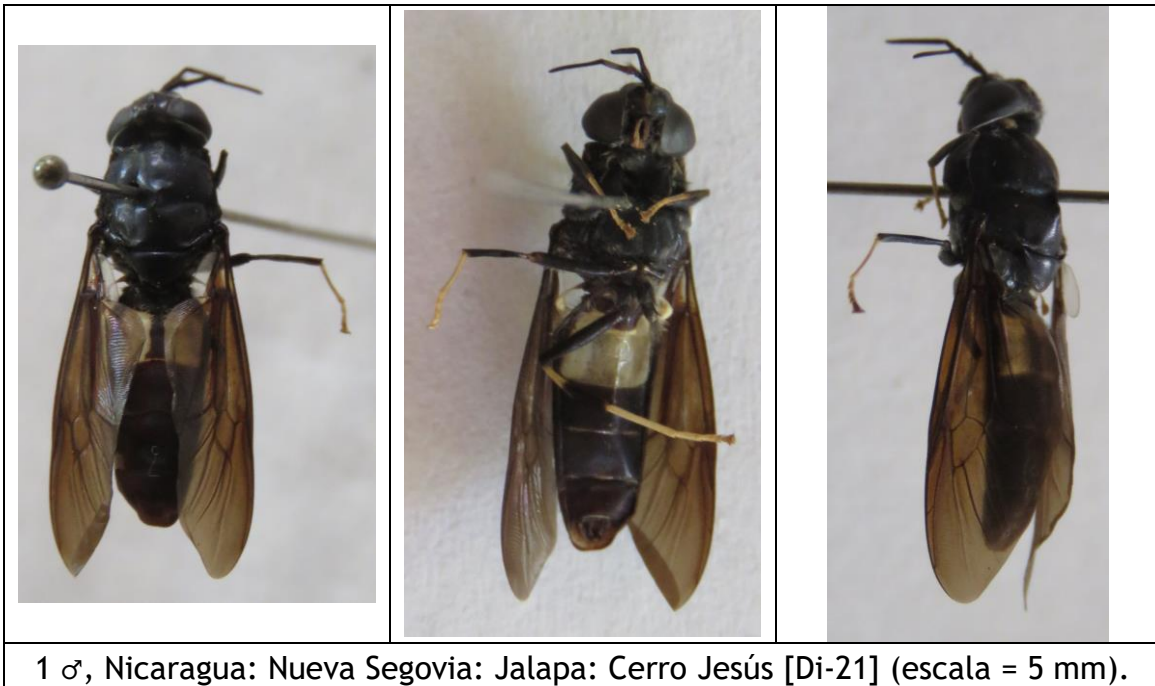 1 ♂, Nicaragua: Nueva Segovia: Jalapa: Cerro Jesús [Di-21] (escala = 5 mm).